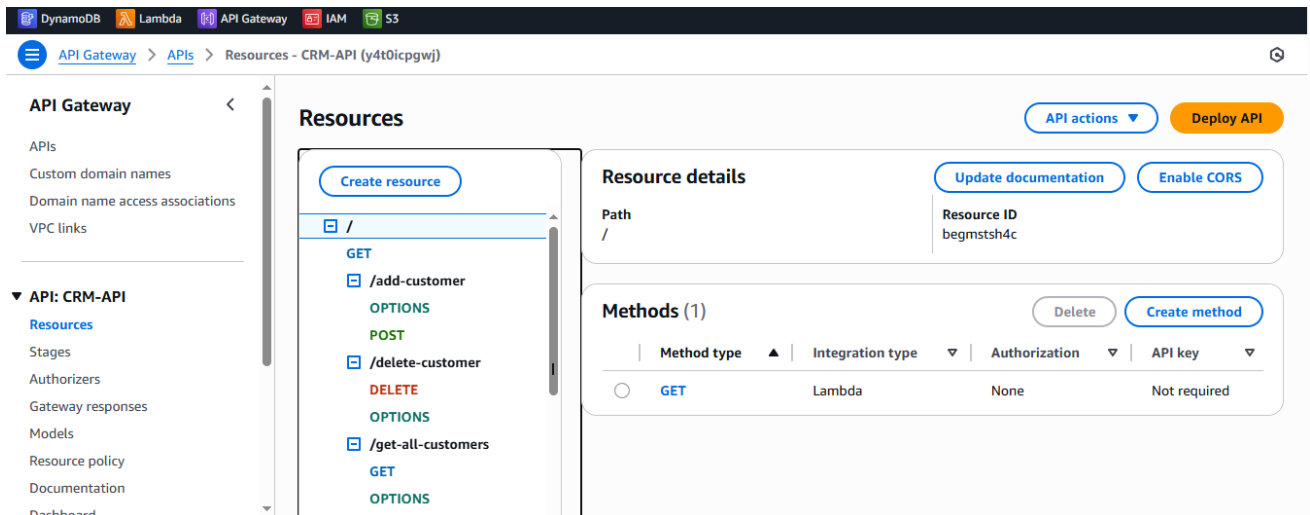 DynamoDB Lambda API Gateway IAM S3
API Gateway > APIs > Resources - CRM-API (y4t0icpgwj)
API Gateway
APIs
Custom domain names
Domain name access associations
VPC links
API: CRM-API
Resources
Stages
Authorizers
Gateway responses
Models
Resource policy
Documentation
Dashboard
Resources
API actions
Deploy API
Create resource
/
GET
/add-customer
OPTIONS
POST
/delete-customer
DELETE
OPTIONS
/get-all-customers
GET
OPTIONS
Resource details
Update documentation
Enable CORS
Path
/
Resource ID
begmstsh4c
Methods (1)
Delete
Create method
Method type Integration type Authorization API key
GET Lambda None Not required